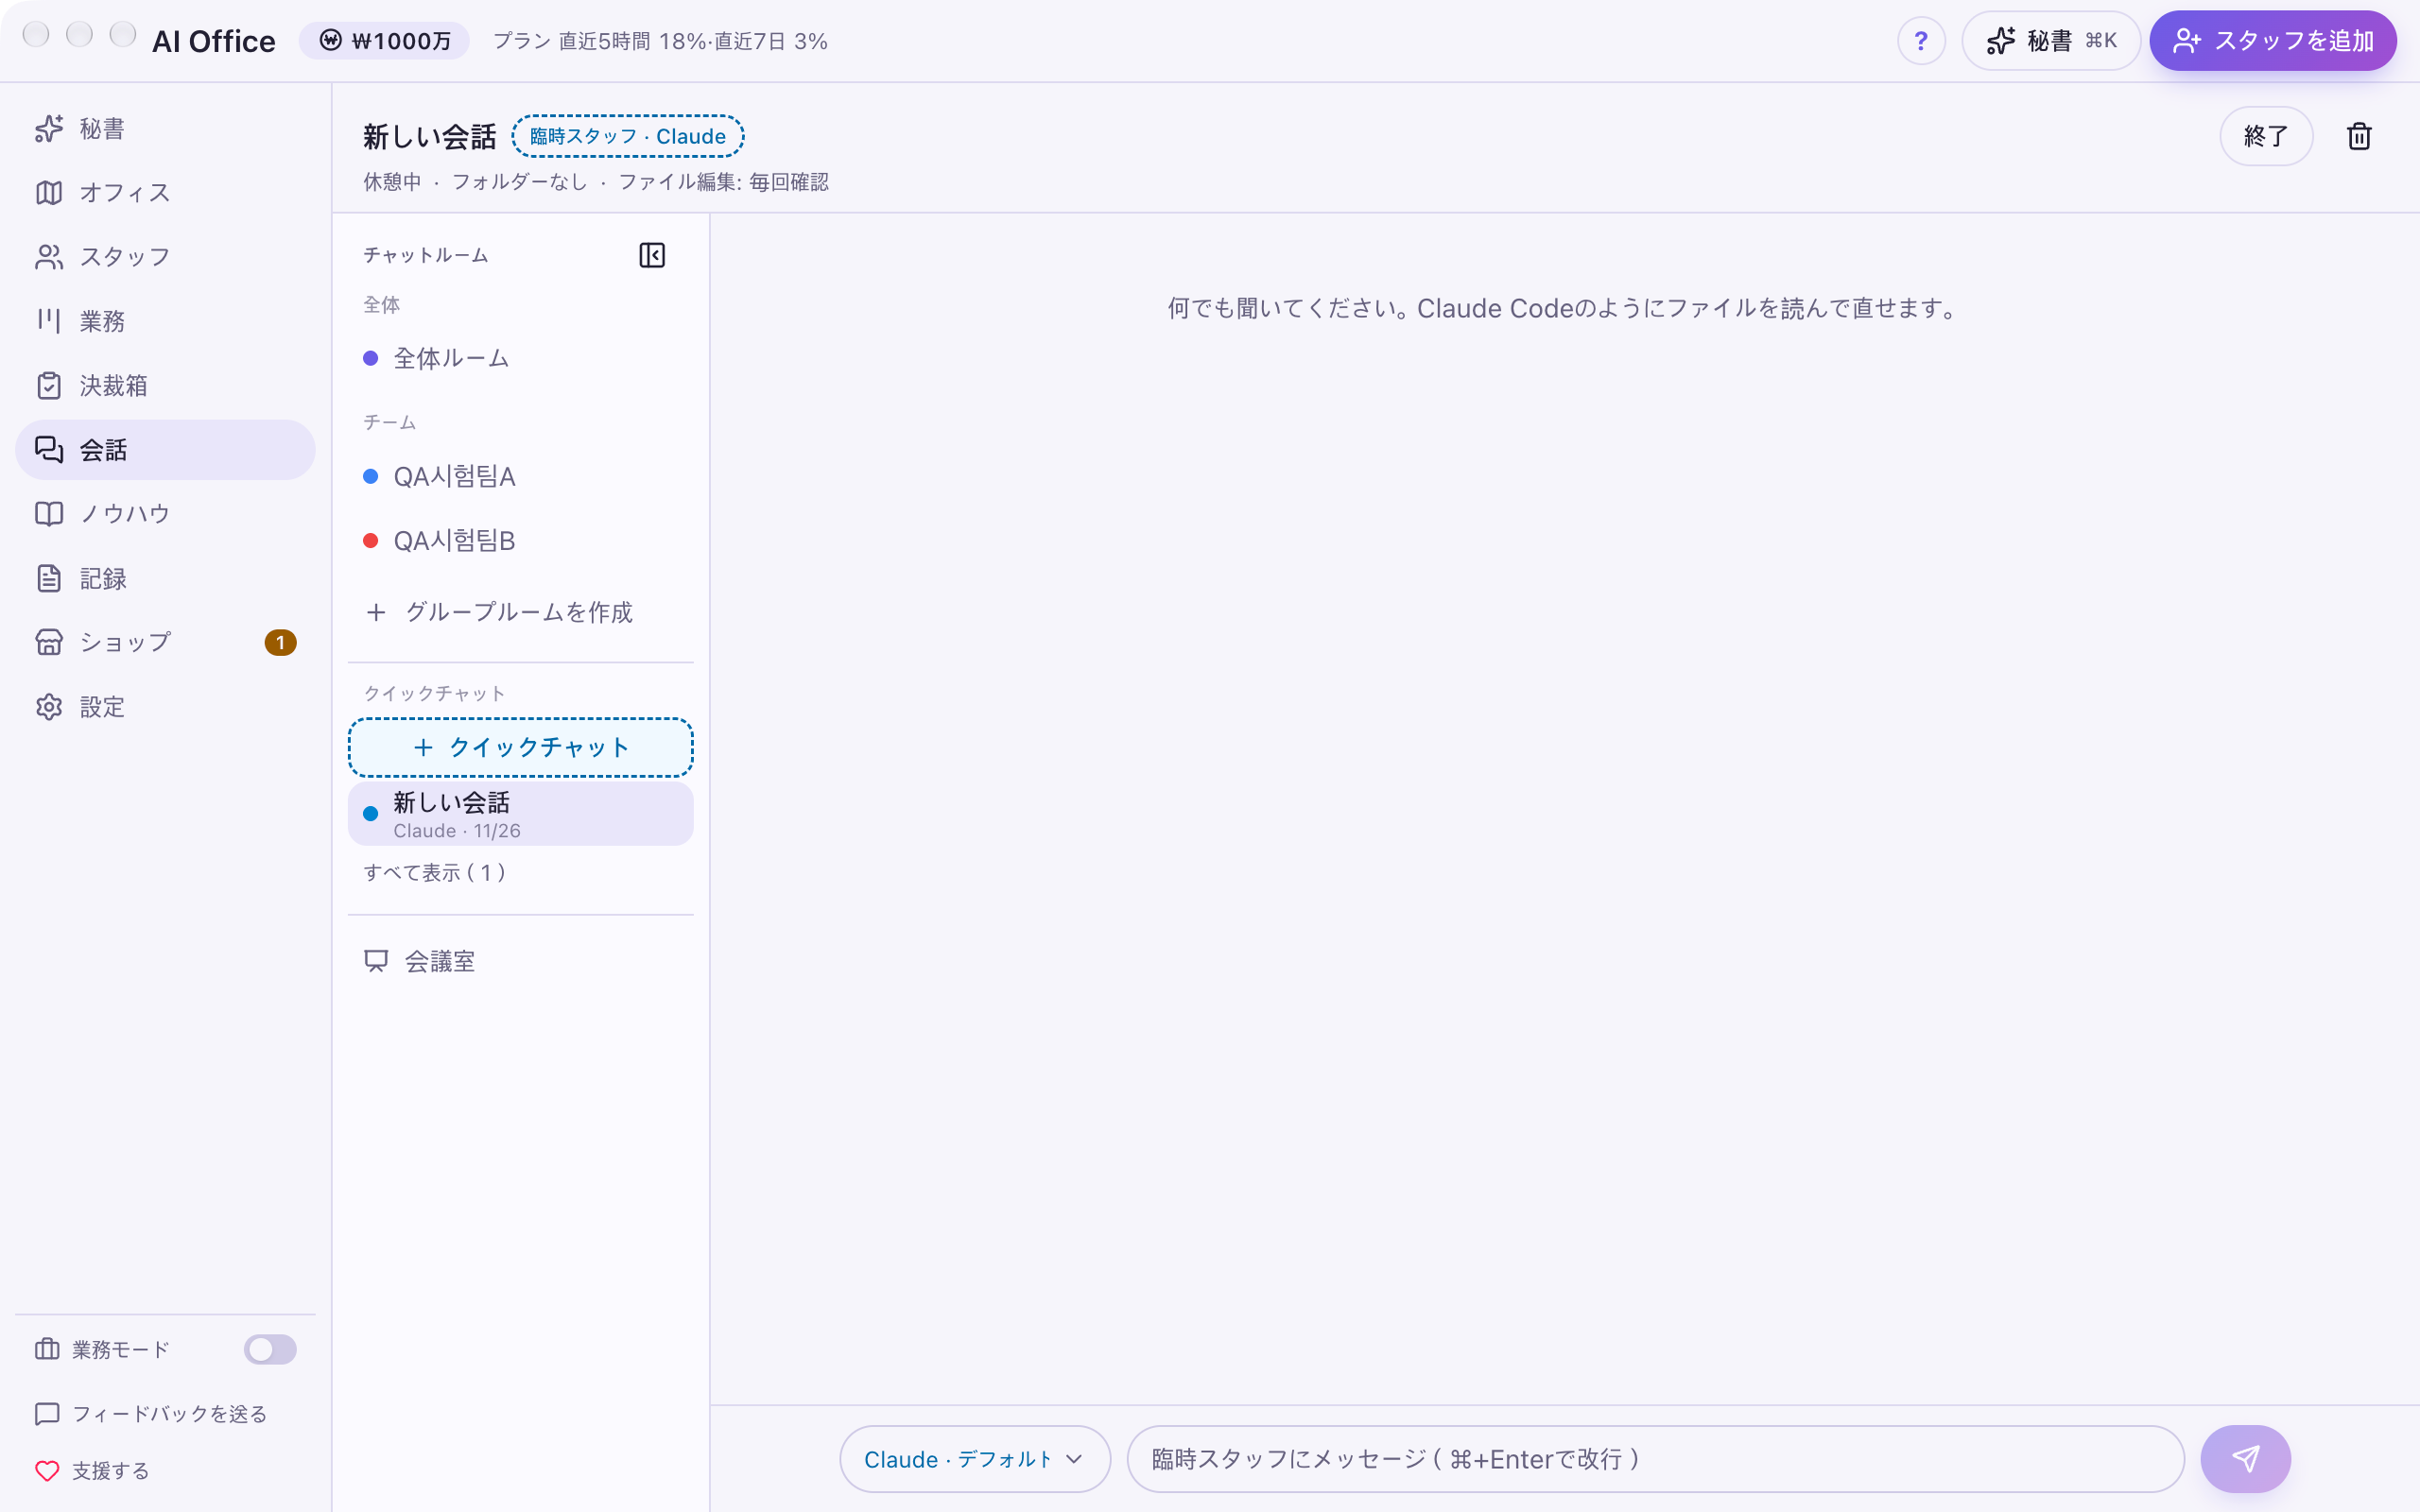 AI Office
₩1000万
プラン 直近5時間 18%·直近7日 3%
?
秘書 ⌘K
スタッフを追加
秘書
オフィス
スタッフ
業務
決裁箱
会話
ノウハウ
記録
ショップ 1
設定
業務モード
フィードバックを送る
支援する
新しい会話
臨時スタッフ · Claude
休憩中 · フォルダーなし · ファイル編集: 毎回確認
終了
チャットルーム
全体
全体ルーム
チーム
QA시험팀A
QA시험팀B
+ グループルームを作成
クイックチャット
+ クイックチャット
新しい会話
Claude · 11/26
すべて表示 ( 1 )
会議室
何でも聞いてください。Claude Codeのようにファイルを読んで直せます。
Claude · デフォルト
臨時スタッフにメッセージ ( ⌘+Enterで改行 )